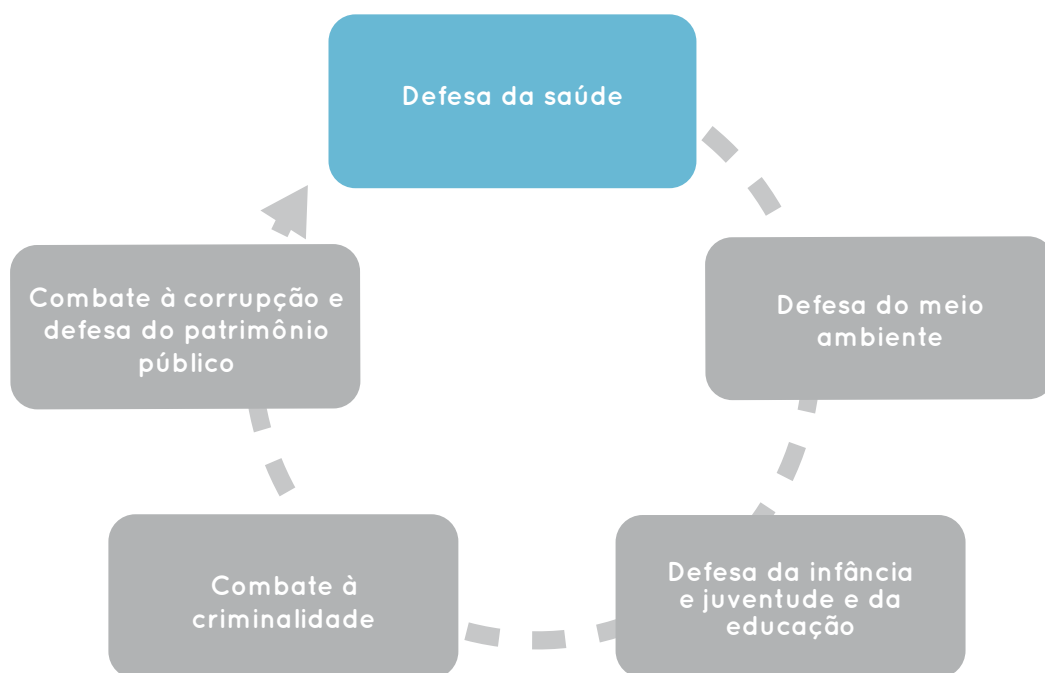 Defesa da saúde
Combate à corrupção e
defesa do patrimônio
público
Defesa do meio
ambiente
Combate à
criminalidade
Defesa da infância
e juventude e da
educação